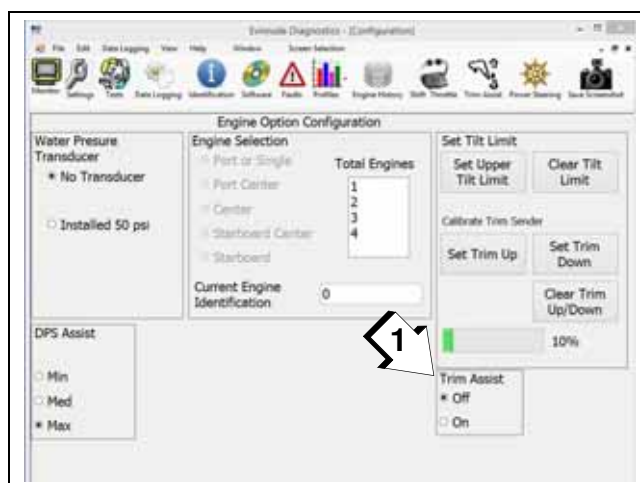 Evinrude Diagnostics - [Configuration]
File Edit Data Logging View Help Window Screen Selection
Monitor Settings Tests Data Logging Identification Software Faults Profiles Engine History Shift Throttle Trim Assist Power Steering Save Screenshot
Engine Option Configuration
Water Presure
Transducer
No Transducer
Installed 50 psi
Engine Selection
Port or Single
Port Center
Center
Starboard Center
Starboard
Total Engines
1
2
3
4
Current Engine
Identification
0
Set Tilt Limit
Set Upper
Tilt Limit
Clear Tilt
Limit
Calibrate Trim Sender
Set Trim Up
Set Trim
Down
Clear Trim
Up/Down
10%
DPS Assist
Min
Med
Max
1
Trim Assist
Off
On